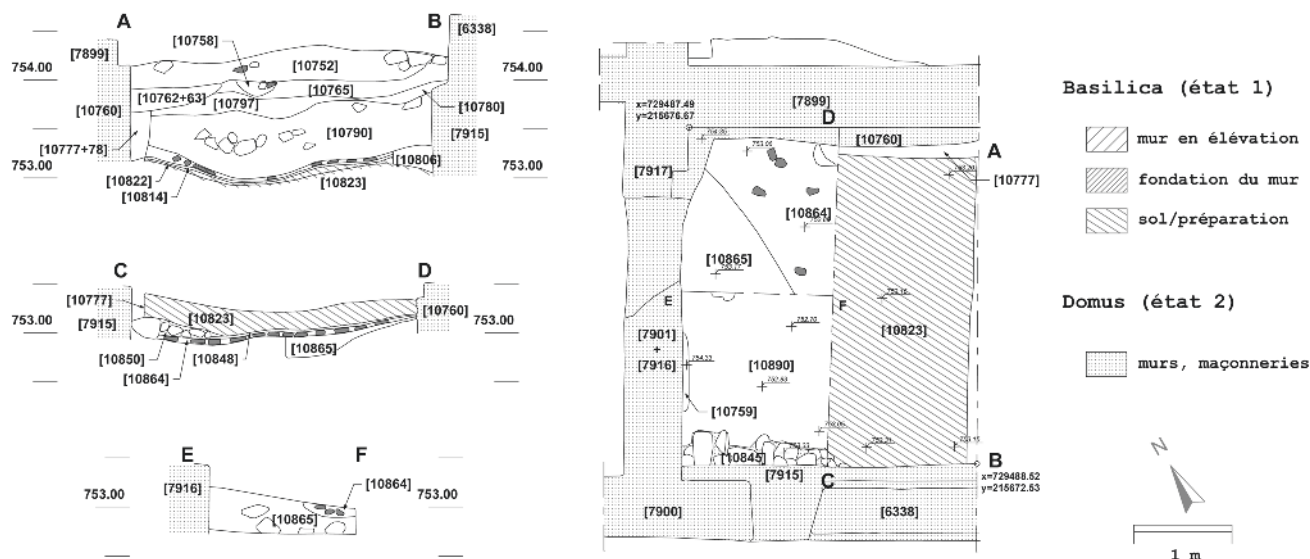 A
B
[6338]
[10758]
[7899]
754.00
[10752]
754.00
[10762+63]
[10765]
[10797]
[10780]
[10760]
[10790]
[7915]
[10777+78]
753.00
[10806]
753.00
[10822]
[10823]
[10814]
C
D
[10777]
[10823]
[10760]
753.00
[7915]
753.00
[10850]
[10848]
[10865]
[10864]
E
F
753.00
[7916]
[10864]
753.00
[10865]
[7899]
x=729487.49
y=215676.67
D
[10760]
A
[7917]
[10777]
[10864]
[10865]
E
F
[7901]
[10823]
[7916]
[10890]
[10759]
[10845]
[7915]
B
C
x=729488.52
y=215672.53
[7900]
[6338]
Basilica (état 1)
mur en élévation
fondation du mur
sol/préparation
Domus (état 2)
murs, maçonneries
N
1 m